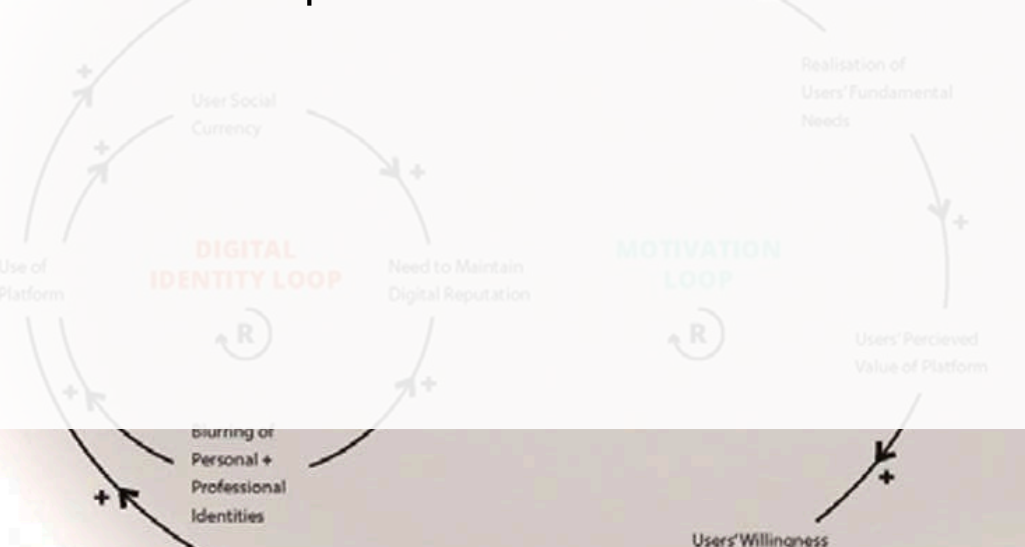 Realisation of
Users' Fundamental
Needs
User Social
Currency
DIGITAL
IDENTITY LOOP
MOTIVATION
LOOP
Use of
Platform
Need to Maintain
Digital Reputation
R
R
Users' Percieved
Value of Platform
Blurring of
Personal +
Professional
Identities
Users' Willingness
+
+
+
+
+
+
+
+